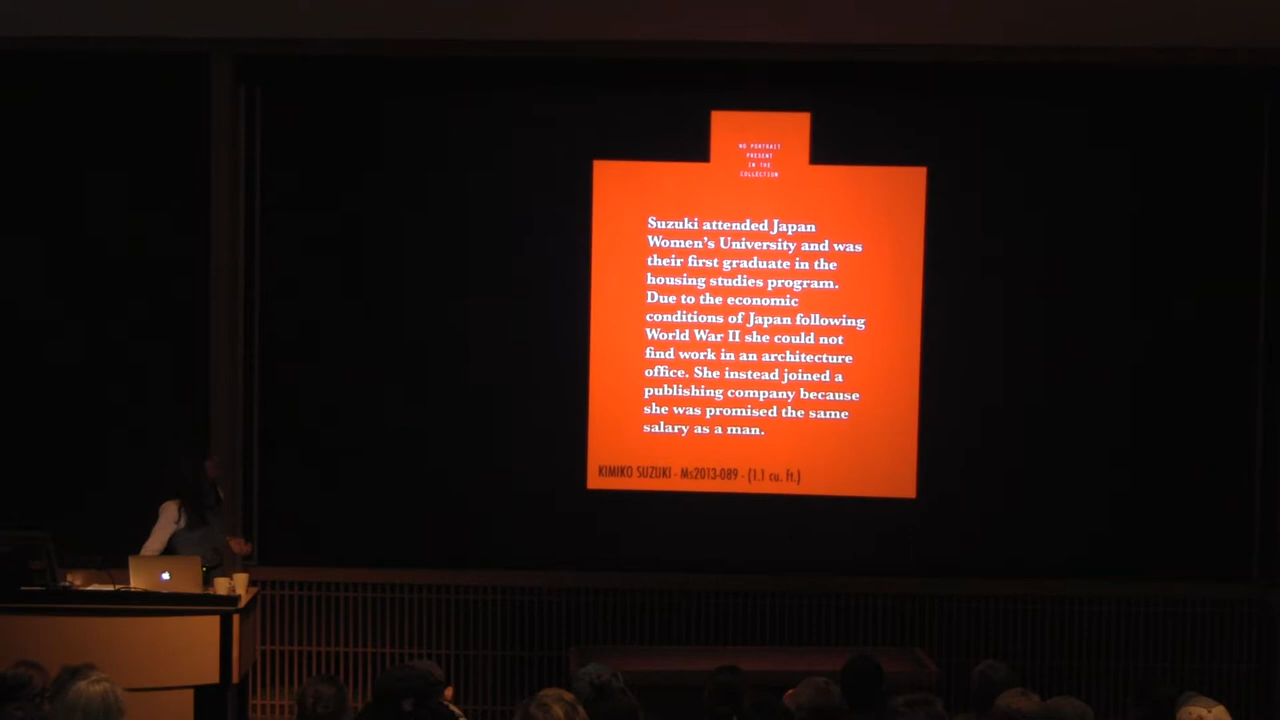 NO PORTRAIT
PRESENT
IN THE
COLLECTION
Suzuki attended Japan
Women's University and was
their first graduate in the
housing studies program.
Due to the economic
conditions of Japan following
World War II she could not
find work in an architecture
office. She instead joined a
publishing company because
she was promised the same
salary as a man.
KIMIKO SUZUKI - Ms2013-089 - (1.1 cu. ft.)